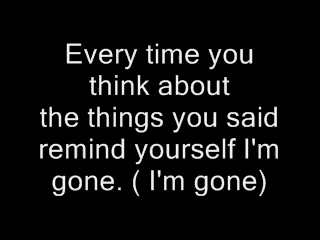 Every time you
think about
the things you said
remind yourself I'm
gone. ( I'm gone)